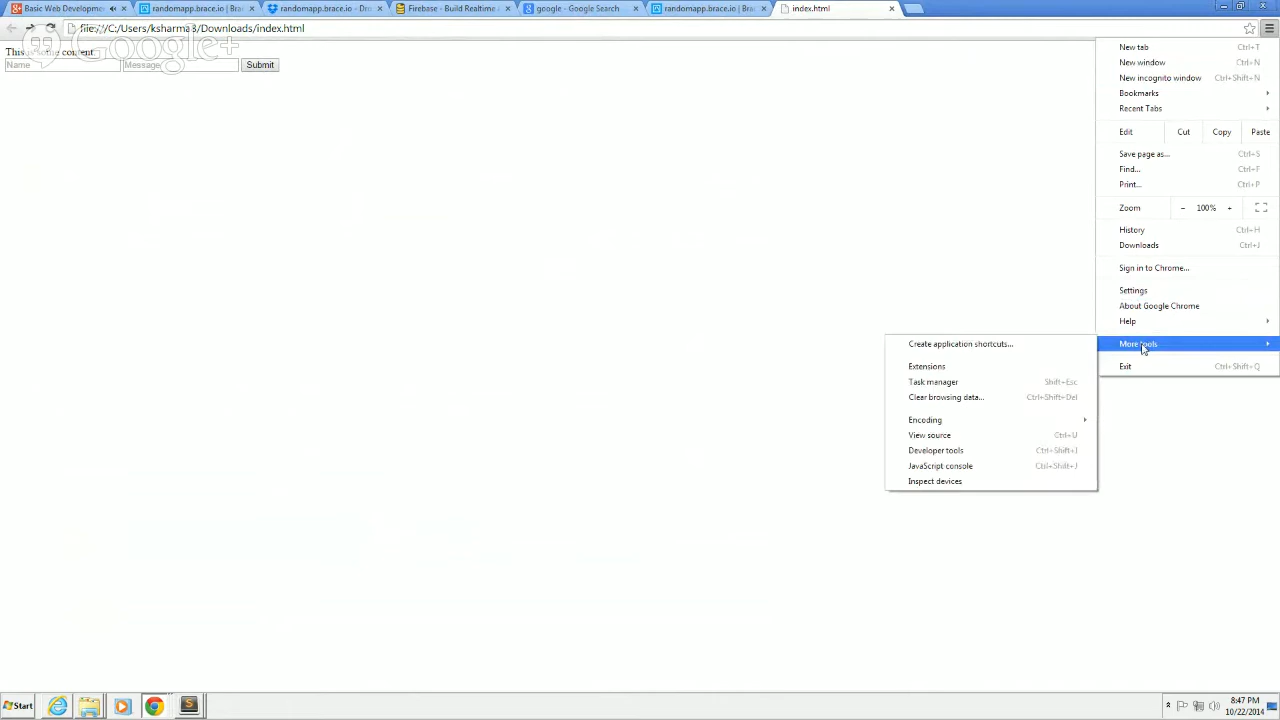 Basic Web Developmen
randomapp.brace.io | Bra
randomapp.brace.io - Dro
Firebase - Build Realtime
google - Google Search
randomapp.brace.io | Bra
index.html
file:///C:/Users/ksharma8/Downloads/index.html
Google+
This is some content.
Name Message Submit
New tab Ctrl+T
New window Ctrl+N
New incognito window Ctrl+Shift+N
Bookmarks
Recent Tabs
Edit Cut Copy Paste
Save page as... Ctrl+S
Find... Ctrl+F
Print... Ctrl+P
Zoom − 100% +
History Ctrl+H
Downloads Ctrl+J
Sign in to Chrome...
Settings
About Google Chrome
Help
More tools
Exit Ctrl+Shift+Q
Create application shortcuts...
Extensions
Task manager Shift+Esc
Clear browsing data... Ctrl+Shift+Del
Encoding
View source Ctrl+U
Developer tools Ctrl+Shift+I
JavaScript console Ctrl+Shift+J
Inspect devices
Start
8:47 PM
10/22/2014